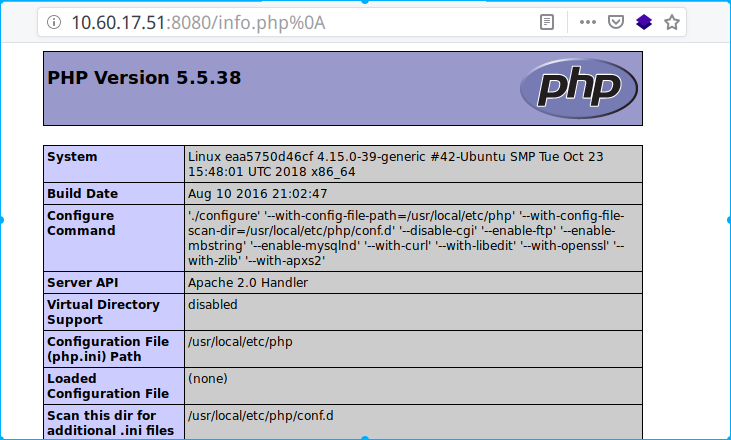 10.60.17.51:8080/info.php%0A
PHP Version 5.5.38
php
System
Linux eaa5750d46cf 4.15.0-39-generic #42-Ubuntu SMP Tue Oct 23
15:48:01 UTC 2018 x86_64
Build Date
Aug 10 2016 21:02:47
Configure
Command
'./configure' '--with-config-file-path=/usr/local/etc/php' '--with-config-file-
scan-dir=/usr/local/etc/php/conf.d' '--disable-cgi' '--enable-ftp' '--enable-
mbstring' '--enable-mysqlnd' '--with-curl' '--with-libedit' '--with-openssl' '--
with-zlib' '--with-apxs2'
Server API
Apache 2.0 Handler
Virtual Directory
Support
disabled
Configuration File
(php.ini) Path
/usr/local/etc/php
Loaded
Configuration File
(none)
Scan this dir for
additional .ini files
/usr/local/etc/php/conf.d